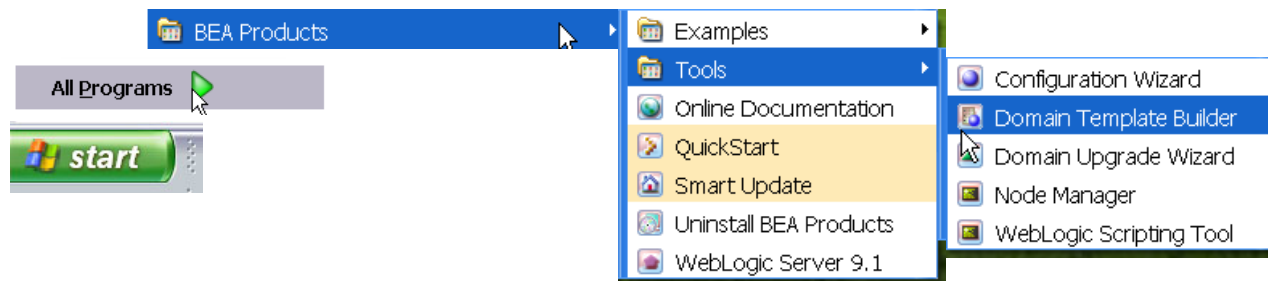 BEA Products
All Programs
start
Examples
Tools
Online Documentation
QuickStart
Smart Update
Uninstall BEA Products
WebLogic Server 9.1
Configuration Wizard
Domain Template Builder
Domain Upgrade Wizard
Node Manager
WebLogic Scripting Tool